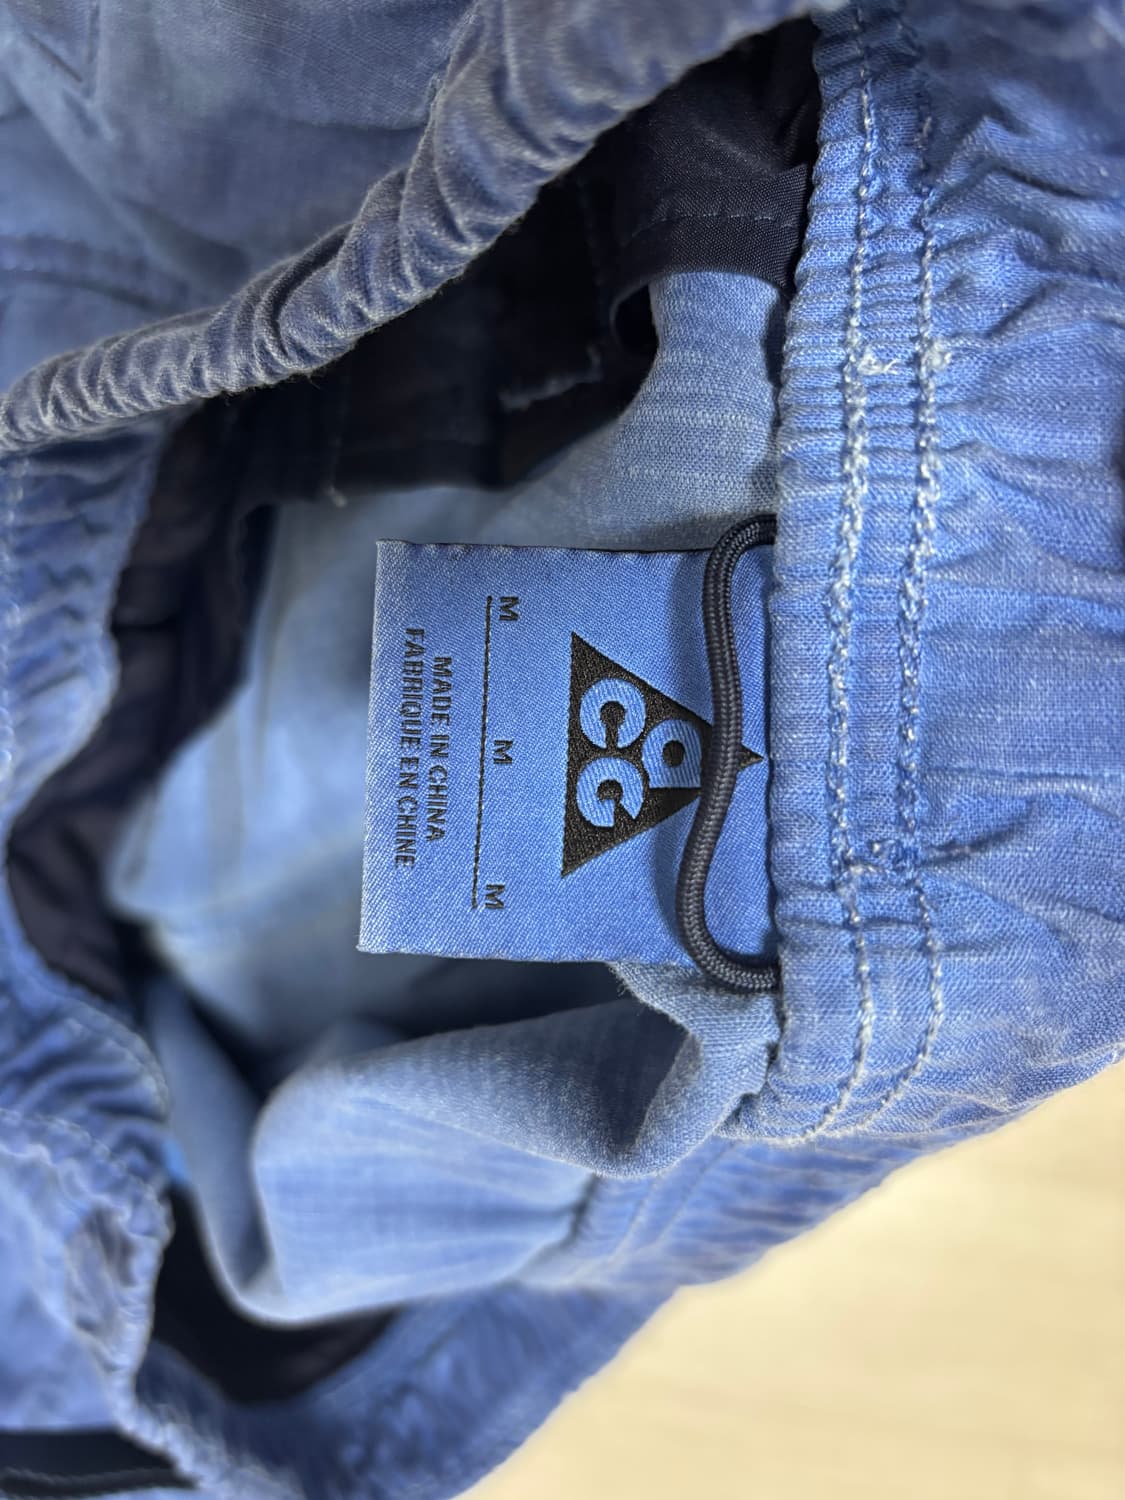 acg
M M M
MADE IN CHINA
FABRIQUE EN CHINE